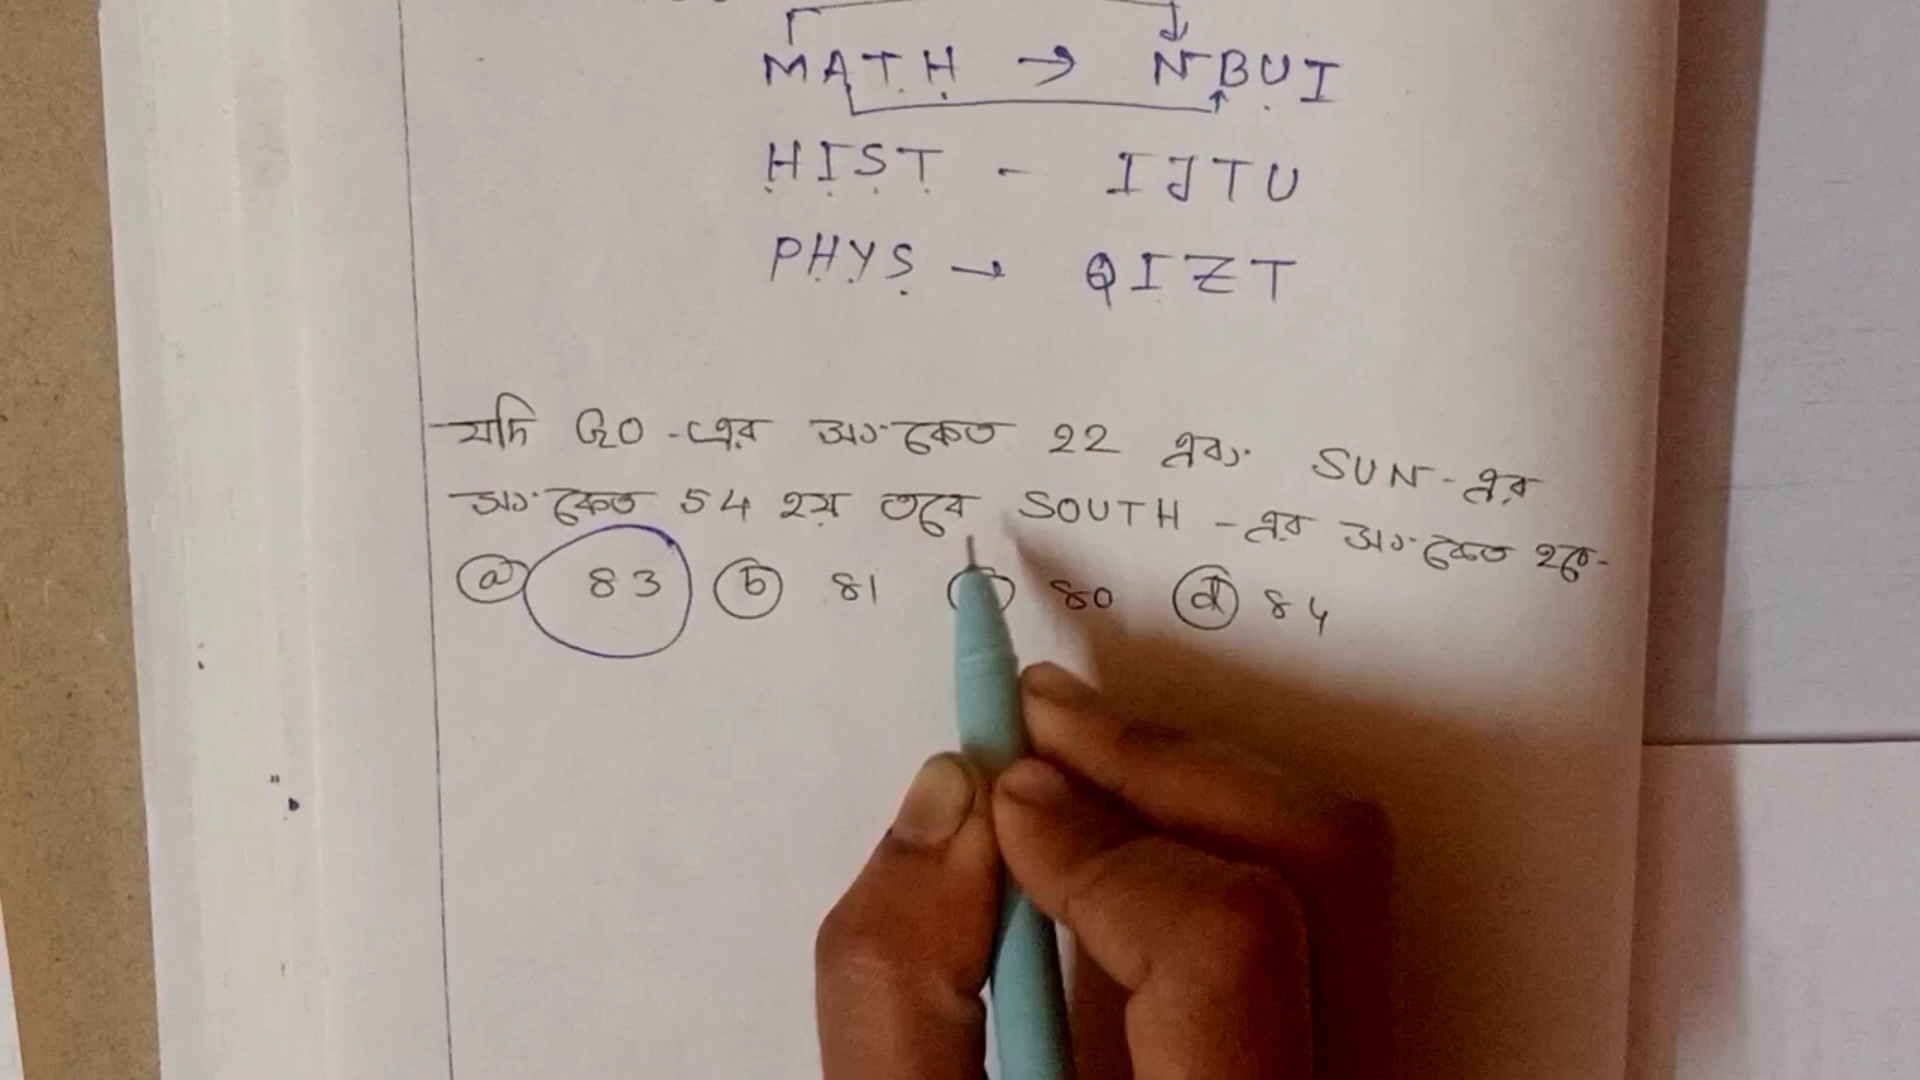 MATH → NBUI
HIST - IJTU
PHYS → QIZT
যদি GO-এর সংকেত 22 এবং SUN-এর
সংকেত 54 হয় তবে SOUTH-এর সংকেত হবে-
ⓐ 83 ⓑ 81 80 ⓓ 84